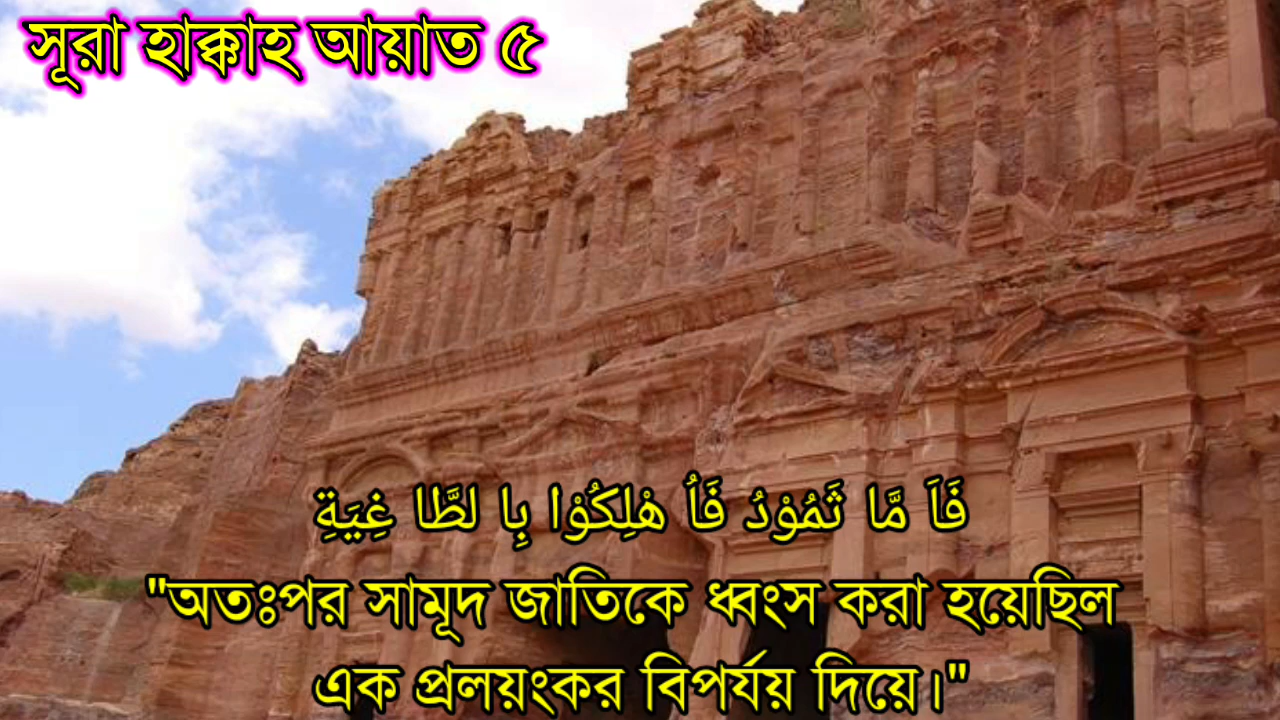 সূরা হাক্কাহ আয়াত ৫
فَاَ مَّا ثَمُوْدُ فَاُ هْلِكُوْا بِا لطَّا غِيَةِ
"অতঃপর সামূদ জাতিকে ধ্বংস করা হয়েছিল
এক প্রলয়ংকর বিপর্যয় দিয়ে।"